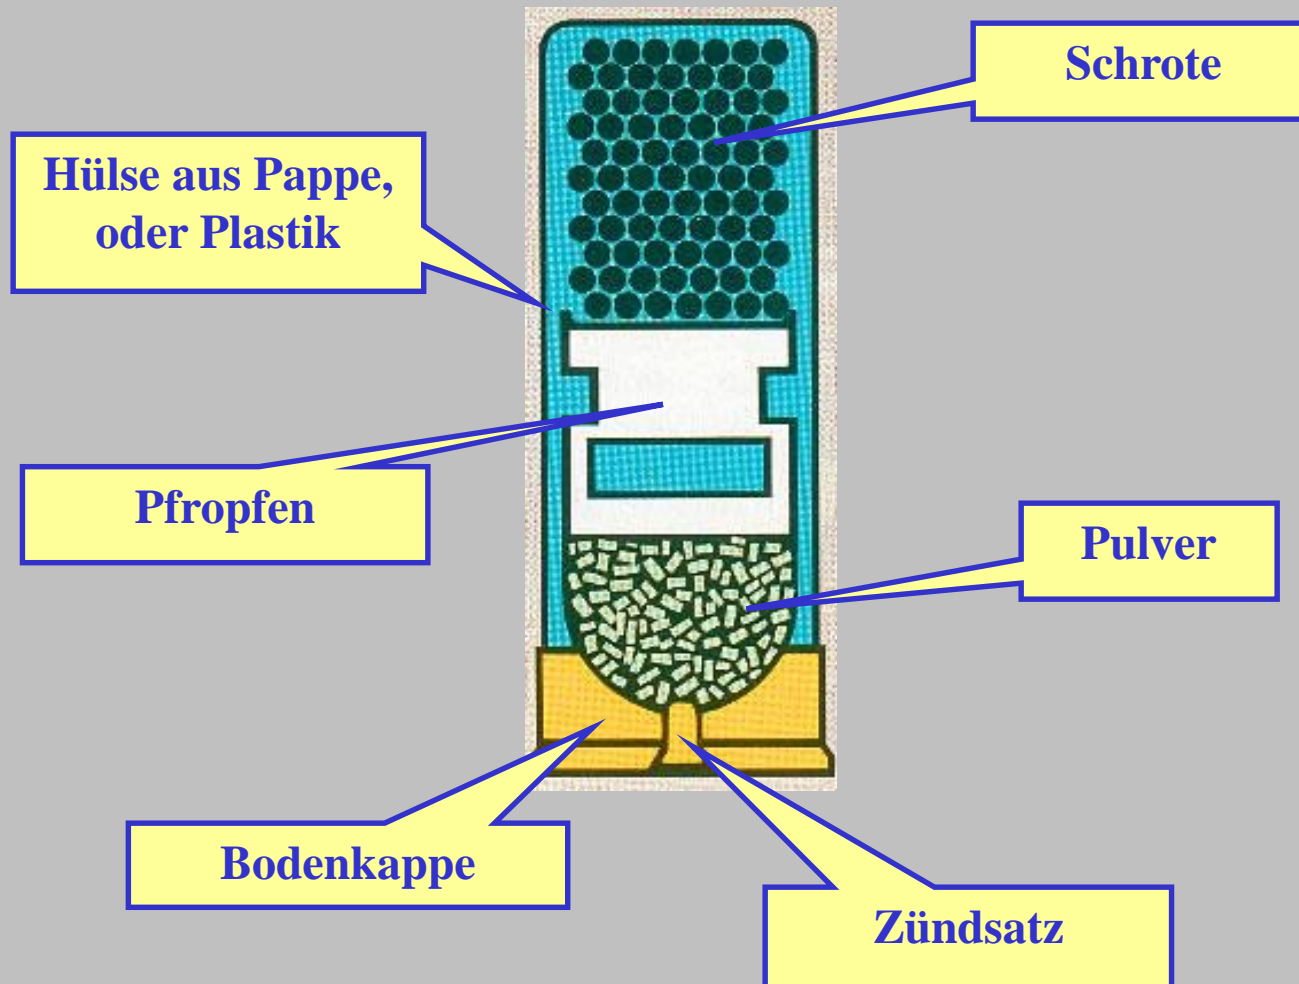 Schrote
Hülse aus Pappe,
oder Plastik
Pfropfen
Pulver
Bodenkappe
Zündsatz